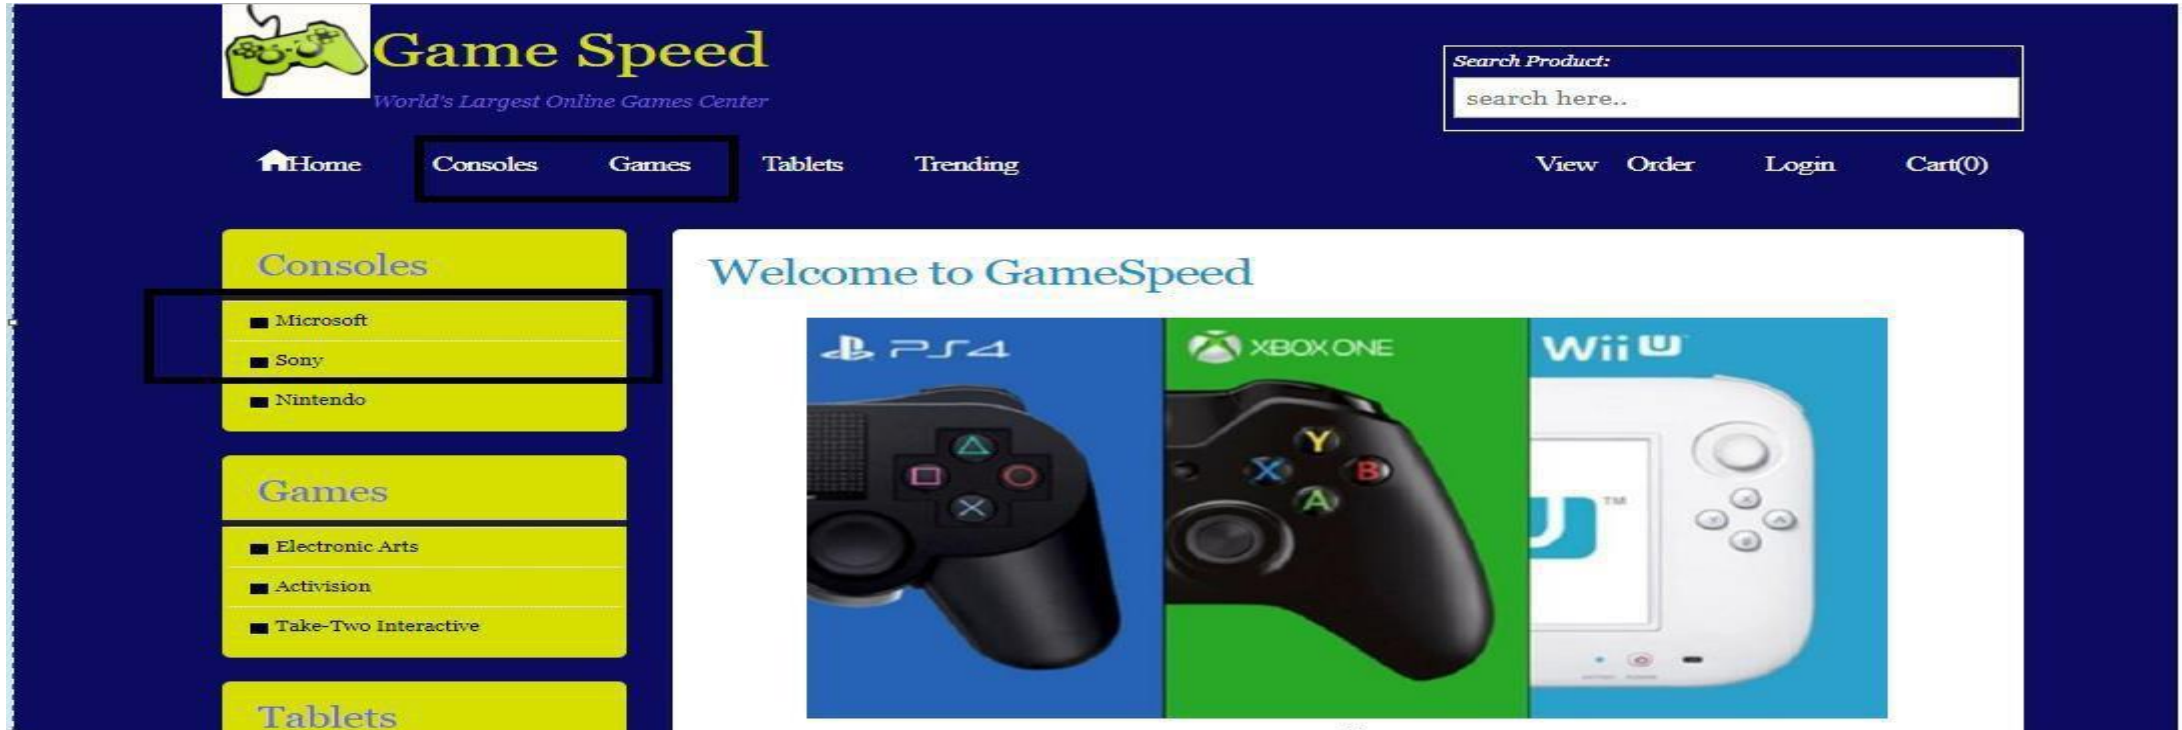 Game Speed
World's Largest Online Games Center
Search Product:
search here..
Home Consoles Games Tablets Trending View Order Login Cart(0)
Consoles
Microsoft
Sony
Nintendo
Games
Electronic Arts
Activision
Take-Two Interactive
Tablets
Welcome to GameSpeed
PS4
XBOX ONE
Wii U
Y
X B
A
U ™